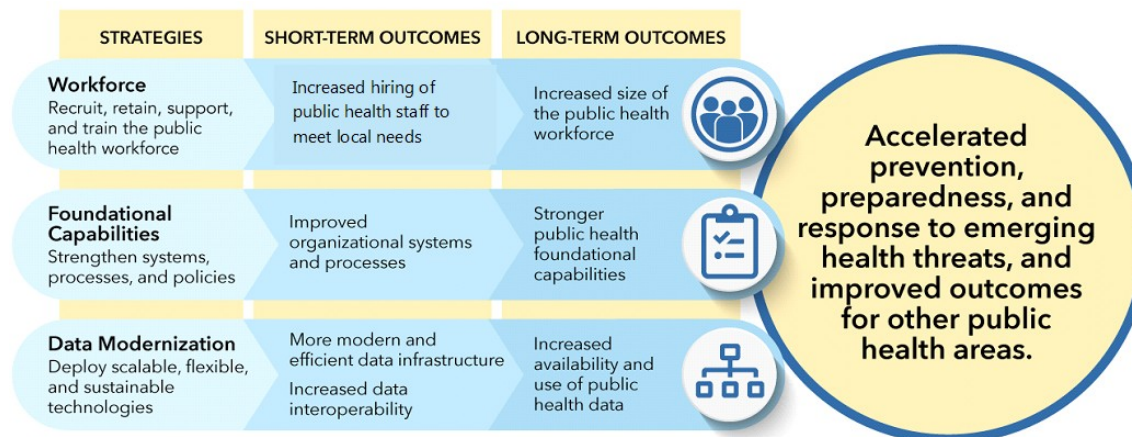 STRATEGIES
SHORT-TERM OUTCOMES
LONG-TERM OUTCOMES
Workforce
Recruit, retain, support,
and train the public
health workforce
Increased hiring of
public health staff to
meet local needs
Increased size of
the public health
workforce
Foundational
Capabilities
Strengthen systems,
processes, and policies
Improved
organizational systems
and processes
Stronger
public health
foundational
capabilities
Data Modernization
Deploy scalable, flexible,
and sustainable
technologies
More modern and
efficient data infrastructure
Increased data
interoperability
Increased
availability and
use of public
health data
Accelerated
prevention,
preparedness, and
response to emerging
health threats, and
improved outcomes
for other public
health areas.